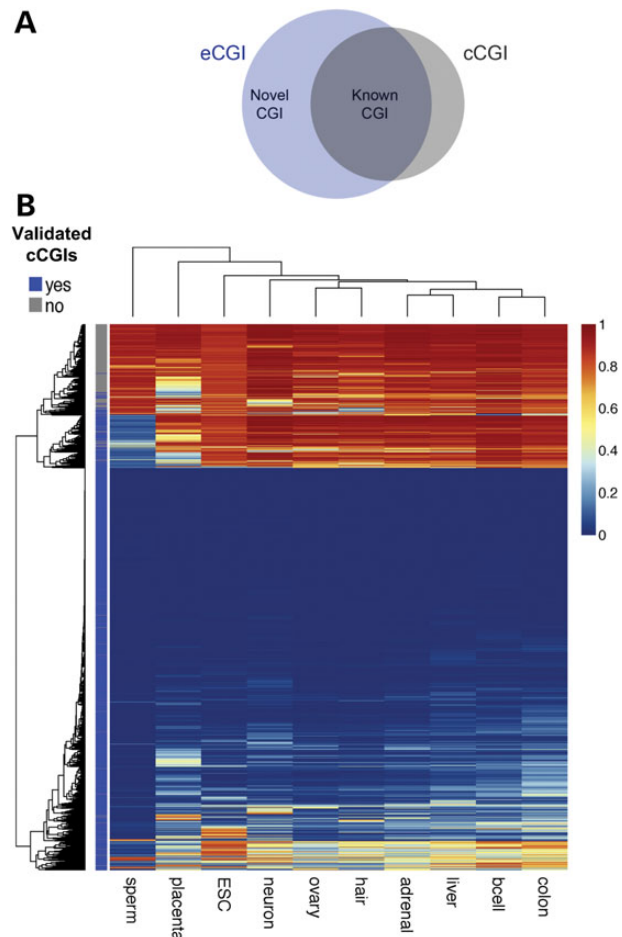 A
eCGI
cCGI
Novel
CGI
Known
CGI
B
Validated
cCGIs
yes
no
1
0.8
0.6
0.4
0.2
0
sperm
placenta
ESC
neuron
ovary
hair
adrenal
liver
bcell
colon